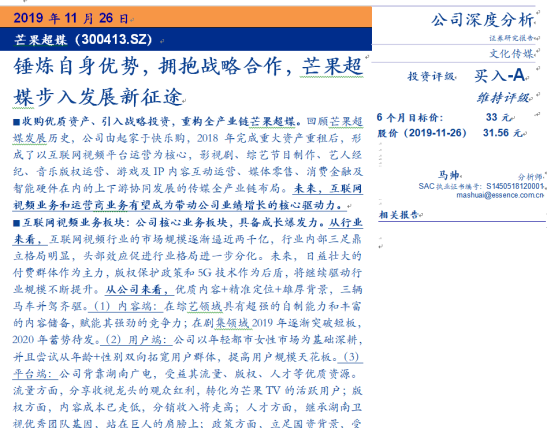 2019 年 11 月 26 日
芒果超媒（300413.SZ）
锤炼自身优势，拥抱战略合作，芒果超
媒步入发展新征途
■收购优质资产、引入战略投资，重构全产业链芒果超媒。回顾芒果超
媒发展历史，公司由起家于快乐购，2018 年完成重大资产重组后，形
成了以互联网视频平台运营为核心，影视剧、综艺节目制作、艺人经
纪、音乐版权运营、游戏及 IP 内容互动运营、媒体零售、消费金融及
智能硬件在内的上下游协同发展的传媒全产业链布局。未来，互联网
视频业务和运营商业务有望成为带动公司业绩增长的核心驱动力。
■互联网视频业务板块：公司核心业务板块，具备成长爆发力。从行业
来看，互联网视频行业的市场规模逐渐逼近两千亿，行业内部三足鼎
立格局明显，头部效应促进行业格局进一步分化。未来，日益壮大的
付费群体作为主力，版权保护政策和 5G 技术作为后盾，将继续驱动行
业规模不断提升。从公司来看，优质内容+精准定位+雄厚背景，三辆
马车并驾齐驱。（1）内容端：在综艺领域具有超强的自制能力和丰富
的内容储备，赋能其强劲的竞争力；在剧集领域 2019 年逐渐突破短板，
2020 年蓄势待发。（2）用户端：公司以年轻都市女性市场为基础深耕，
并且尝试从年龄+性别双向拓宽用户群体，提高用户规模天花板。（3）
平台端：公司背靠湖南广电，受益其流量、版权、人才等优质资源。
流量方面，分享收视龙头的观众红利，转化为芒果 TV 的活跃用户；版
权方面，内容成本已走低，分销收入将走高；人才方面，继承湖南卫
视优秀团队基因，站在巨人的肩膀上；政策方面，立足国资背景，受
公司深度分析
证券研究报告
文化传媒
投资评级 买入-A
维持评级
6 个月目标价： 33 元
股价（2019-11-26） 31.56 元
马帅 分析师
SAC 执业证书编号：S1450518120001
mashuai@essence.com.cn
相关报告